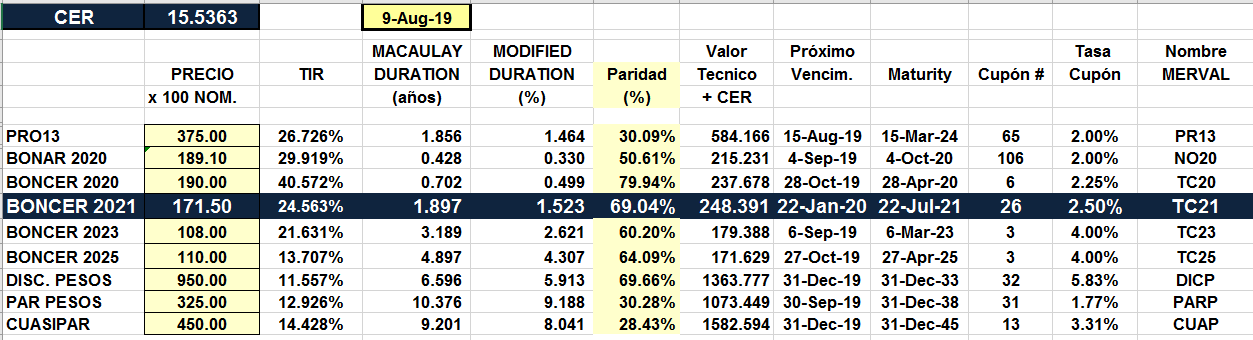 CER 15.5363 9-Aug-19
MACAULAY MODIFIED Valor Próximo Tasa Nombre
PRECIO TIR DURATION DURATION Paridad Tecnico Vencim. Maturity Cupón # Cupón MERVAL
x 100 NOM. (años) (%) (%) + CER
PRO13 375.00 26.726% 1.856 1.464 30.09% 584.166 15-Aug-19 15-Mar-24 65 2.00% PR13
BONAR 2020 189.10 29.919% 0.428 0.330 50.61% 215.231 4-Sep-19 4-Oct-20 106 2.00% NO20
BONCER 2020 190.00 40.572% 0.702 0.499 79.94% 237.678 28-Oct-19 28-Apr-20 6 2.25% TC20
BONCER 2021 171.50 24.563% 1.897 1.523 69.04% 248.391 22-Jan-20 22-Jul-21 26 2.50% TC21
BONCER 2023 108.00 21.631% 3.189 2.621 60.20% 179.388 6-Sep-19 6-Mar-23 3 4.00% TC23
BONCER 2025 110.00 13.707% 4.897 4.307 64.09% 171.629 27-Oct-19 27-Apr-25 3 4.00% TC25
DISC. PESOS 950.00 11.557% 6.596 5.913 69.66% 1363.777 31-Dec-19 31-Dec-33 32 5.83% DICP
PAR PESOS 325.00 12.926% 10.376 9.188 30.28% 1073.449 30-Sep-19 31-Dec-38 31 1.77% PARP
CUASIPAR 450.00 14.428% 9.201 8.041 28.43% 1582.594 31-Dec-19 31-Dec-45 13 3.31% CUAP